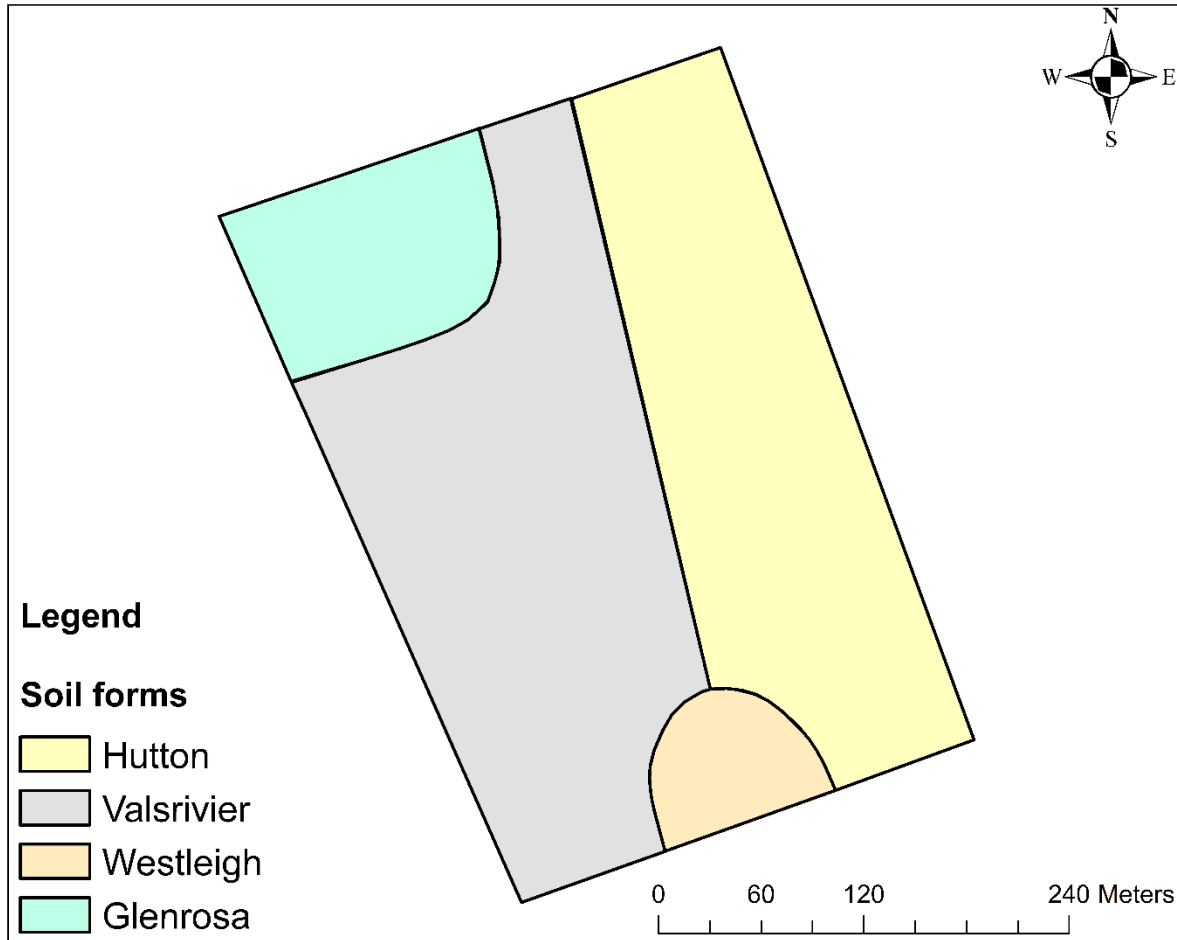 N
W E
S
Legend
Soil forms
Hutton
Valsrivier
Westleigh
Glenrosa
0 60 120 240 Meters